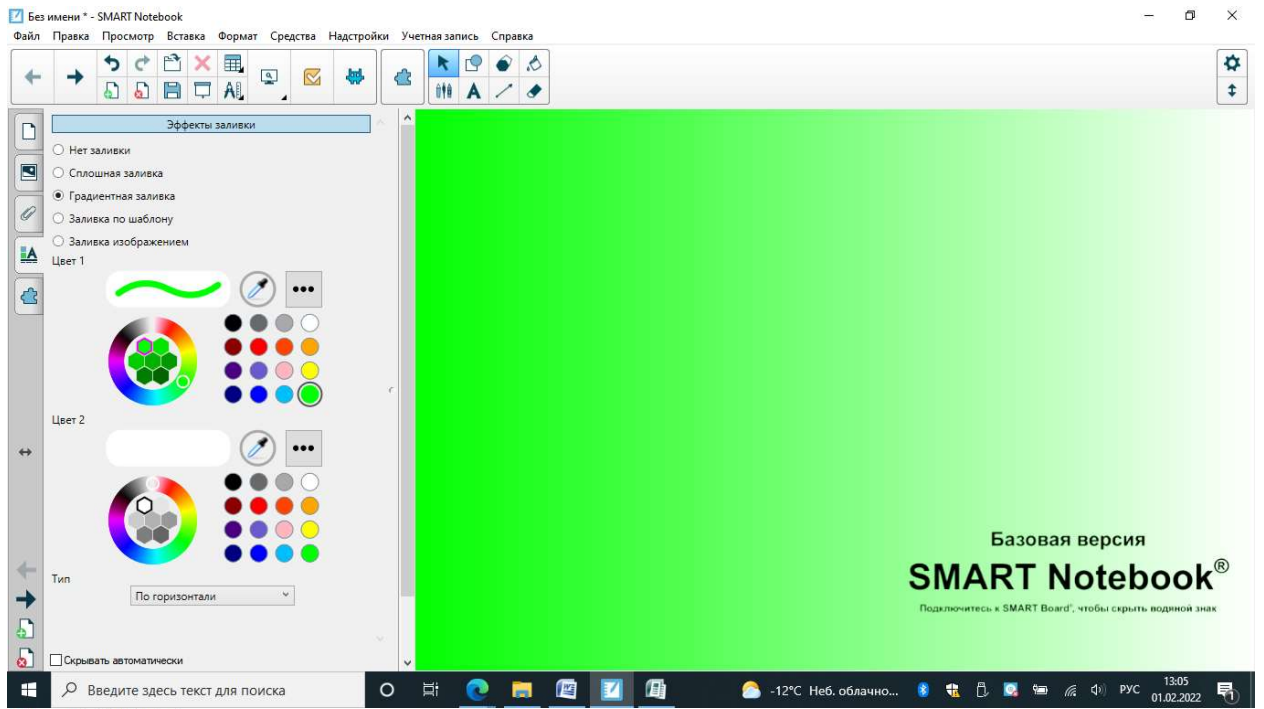 Без имени * - SMART Notebook
Файл Правка Просмотр Вставка Формат Средства Надстройки Учетная запись Справка
Эффекты заливки
Нет заливки
Сплошная заливка
Градиентная заливка
Заливка по шаблону
Заливка изображением
Цвет 1
Цвет 2
Тип
По горизонтали
Скрывать автоматически
Базовая версия
SMART Notebook®
Подключитесь к SMART Board®, чтобы скрыть водяной знак
Введите здесь текст для поиска
-12°C Неб. облачно...
РУС
13:05
01.02.2022
1